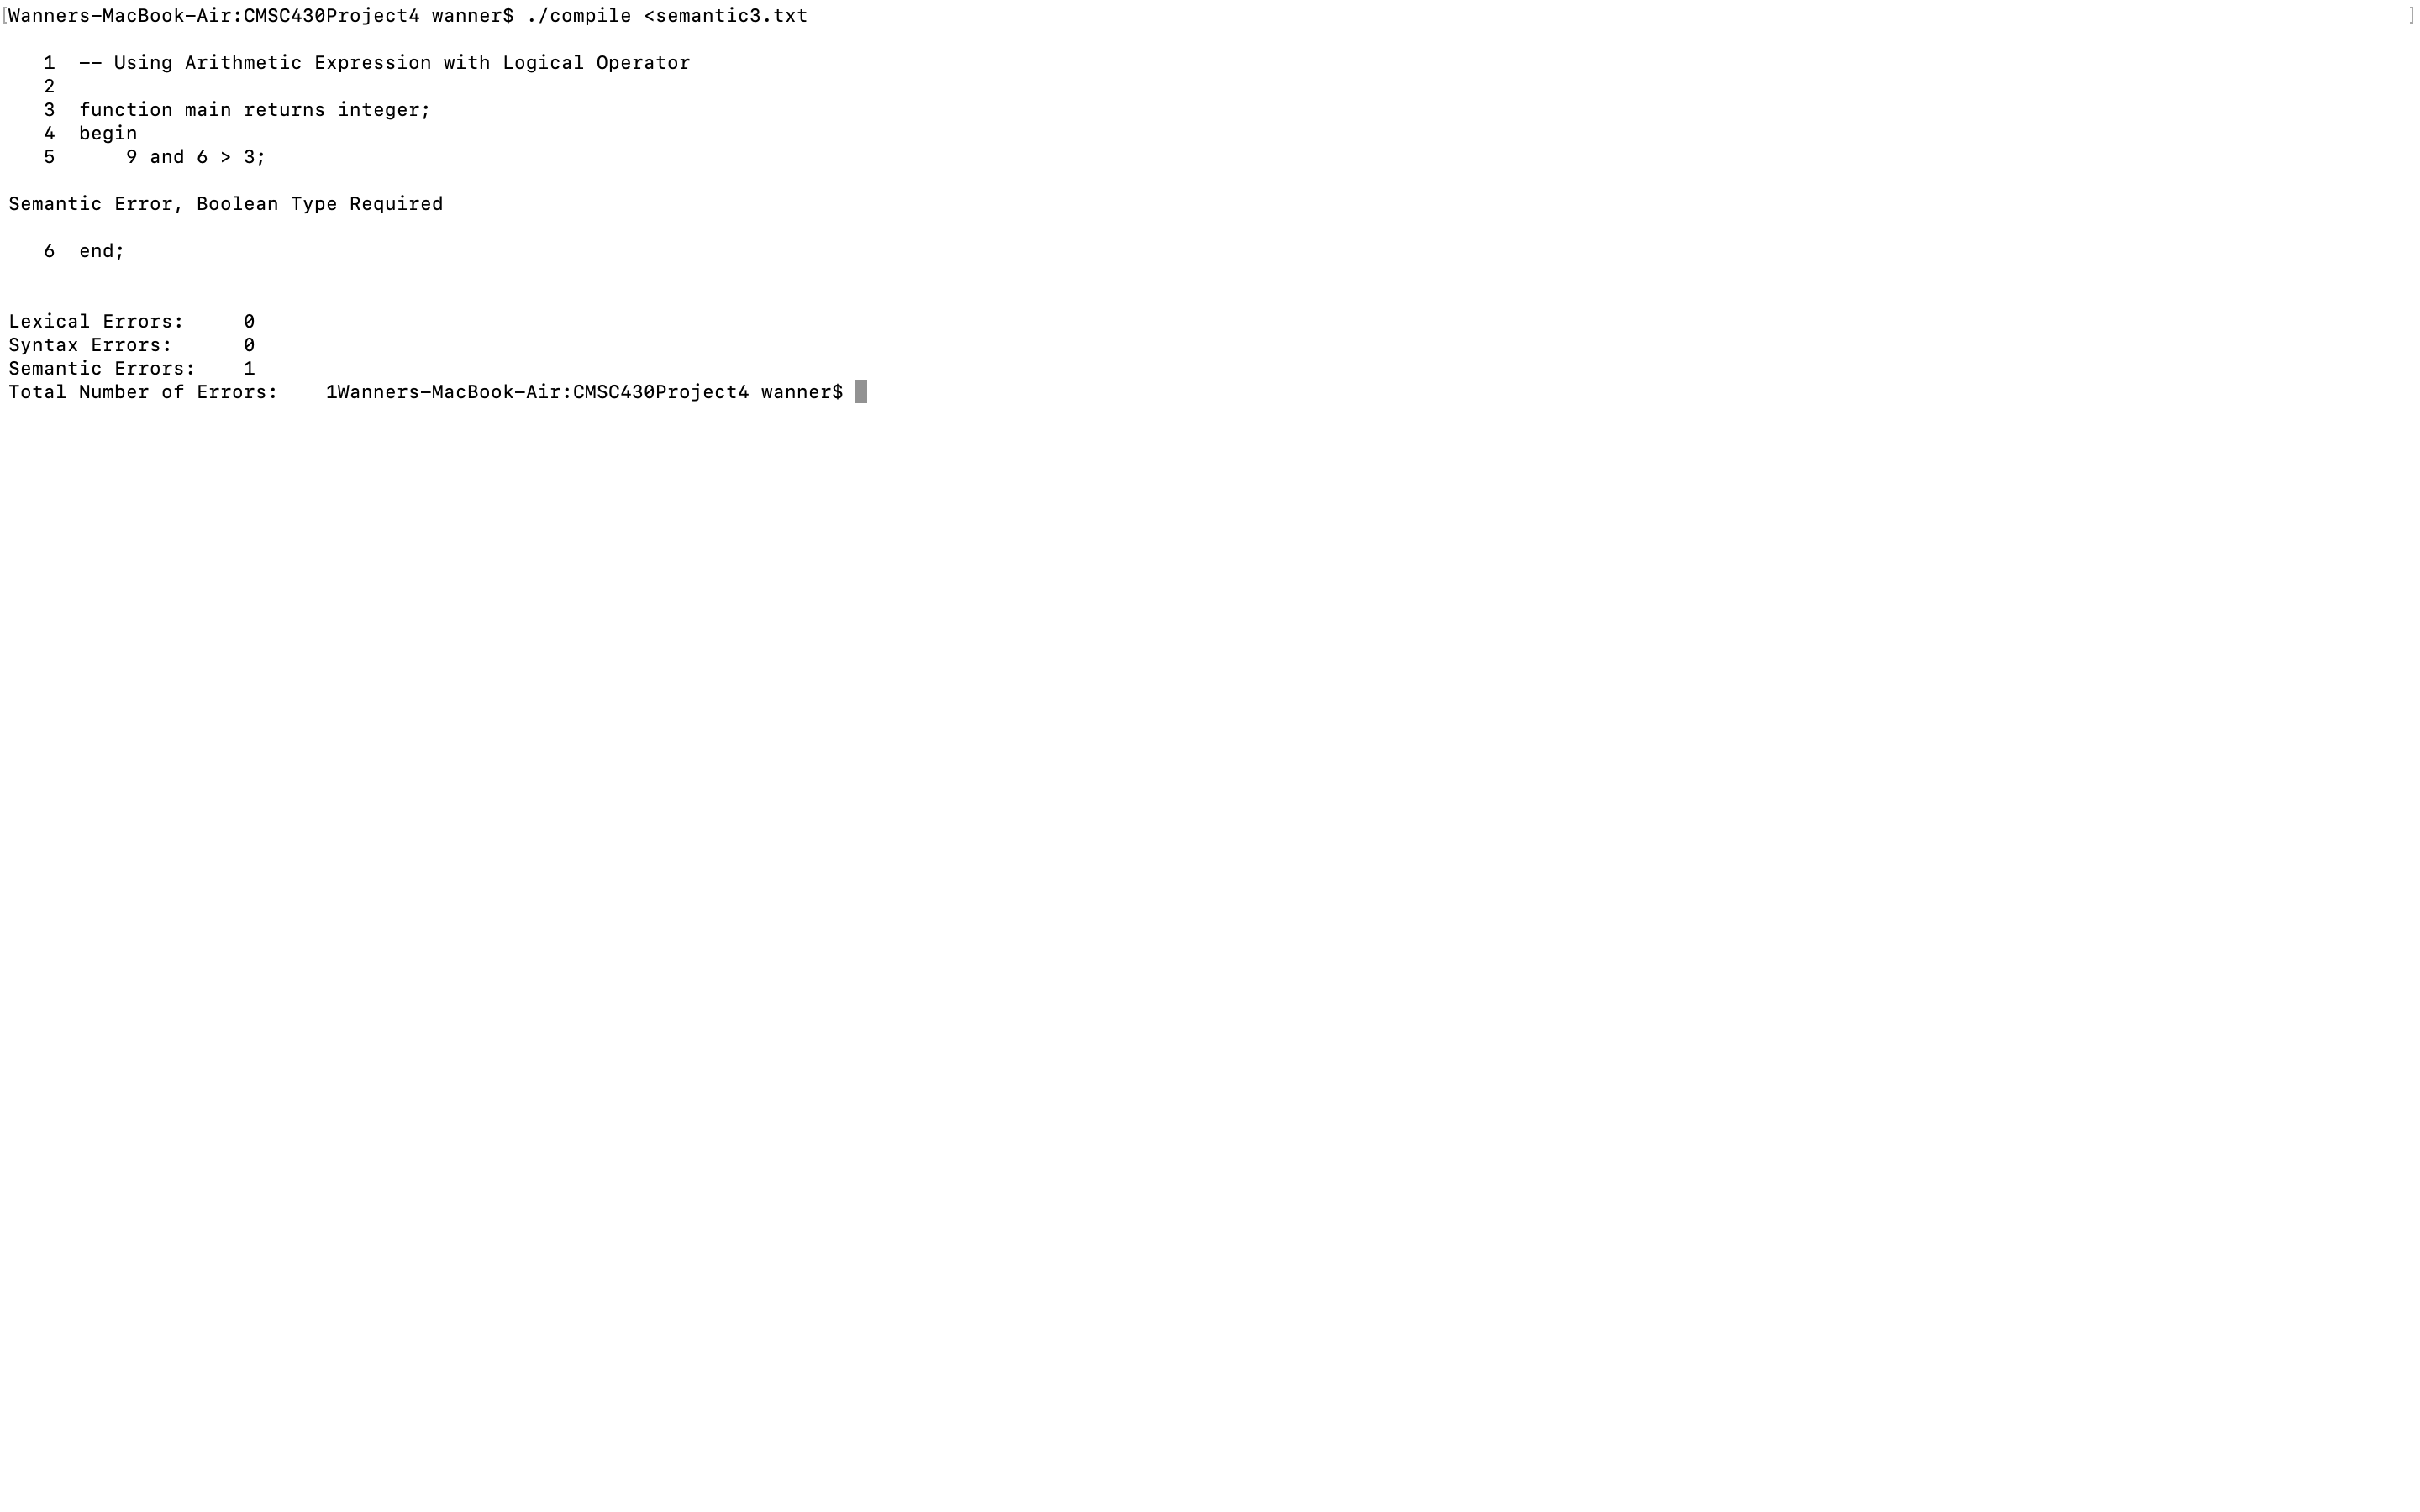 [Wanners-MacBook-Air:CMSC430Project4 wanner$ ./compile <semantic3.txt ]
1 -- Using Arithmetic Expression with Logical Operator
2
3 function main returns integer;
4 begin
5 9 and 6 > 3;
Semantic Error, Boolean Type Required
6 end;
Lexical Errors: 0
Syntax Errors: 0
Semantic Errors: 1
Total Number of Errors: 1Wanners-MacBook-Air:CMSC430Project4 wanner$